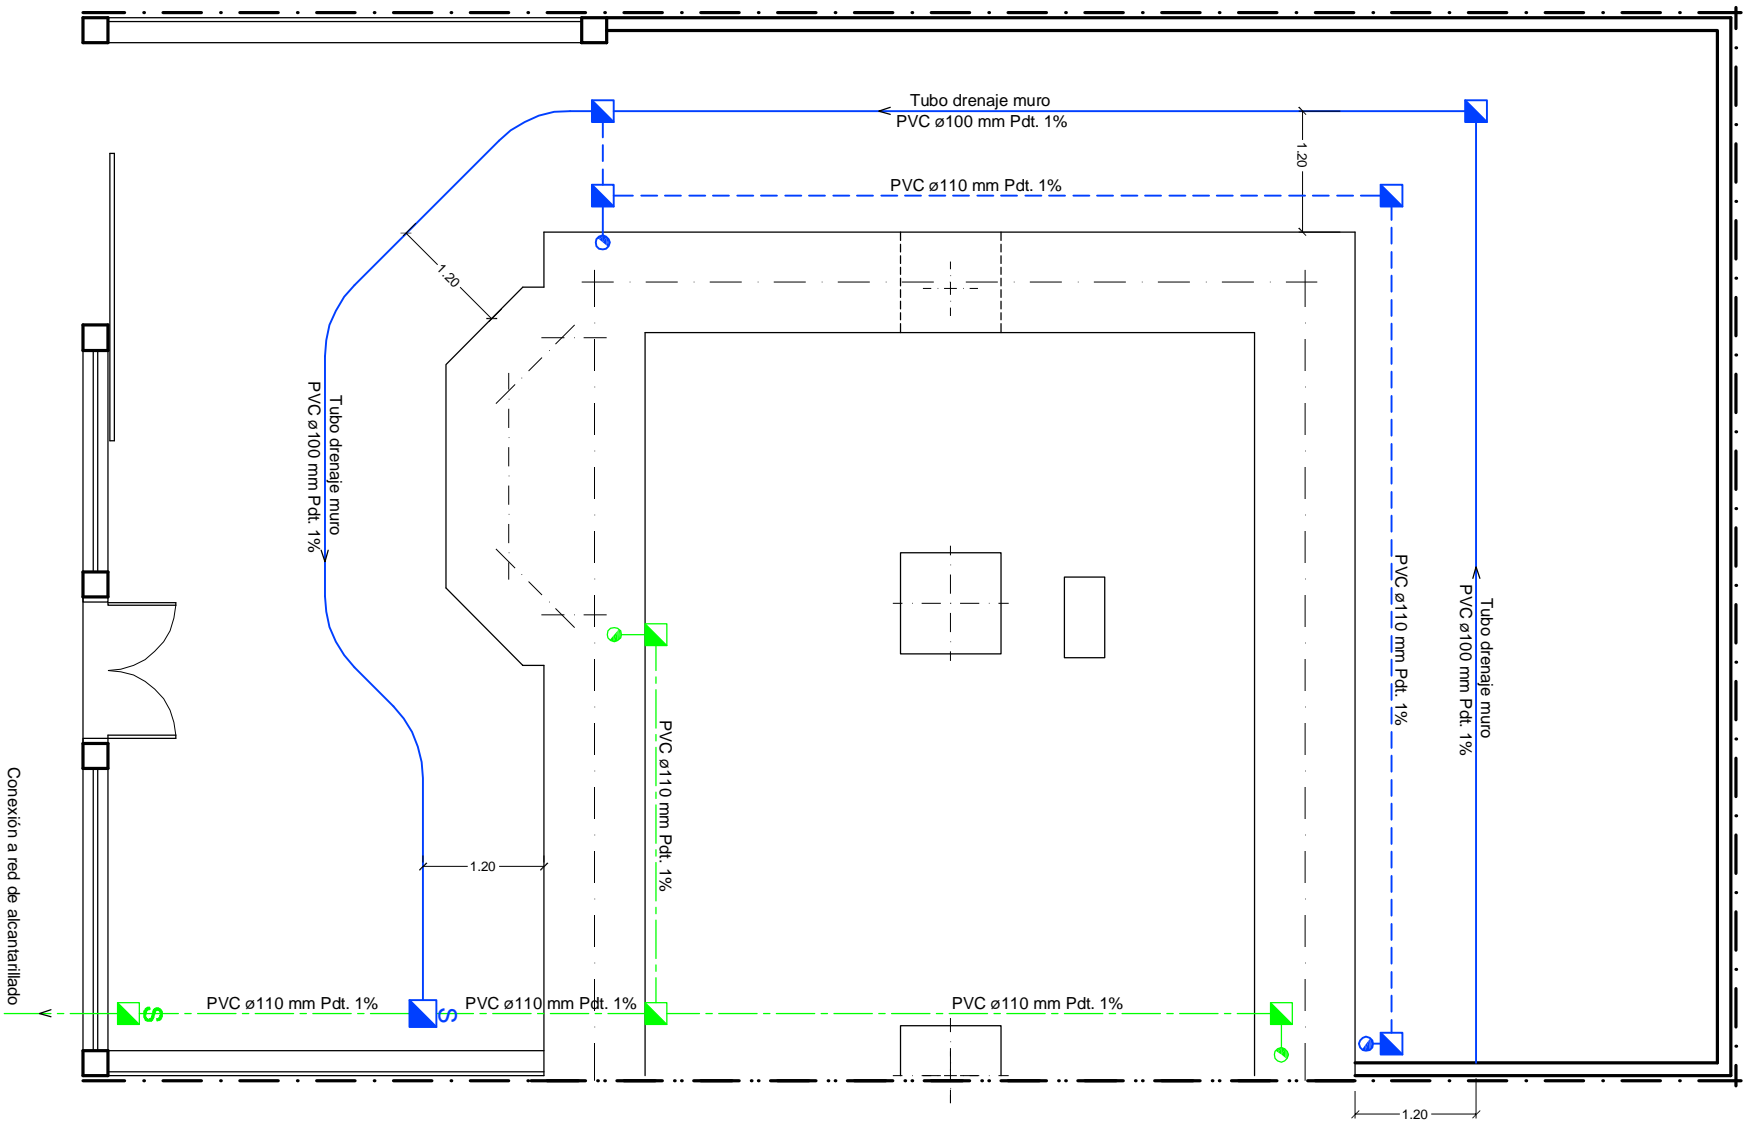 Tubo drenaje muro
PVC ø100 mm Pdt. 1%
1.20
PVC ø110 mm Pdt. 1%
1.20
Tubo drenaje muro
PVC ø100 mm Pdt. 1%
PVC ø110 mm Pdt. 1%
Tubo drenaje muro
PVC ø100 mm Pdt. 1%
PVC ø110 mm Pdt. 1%
1.20
Conexión a red de alcantarillado
S
PVC ø110 mm Pdt. 1%
S
PVC ø110 mm Pdt. 1%
PVC ø110 mm Pdt. 1%
1.20